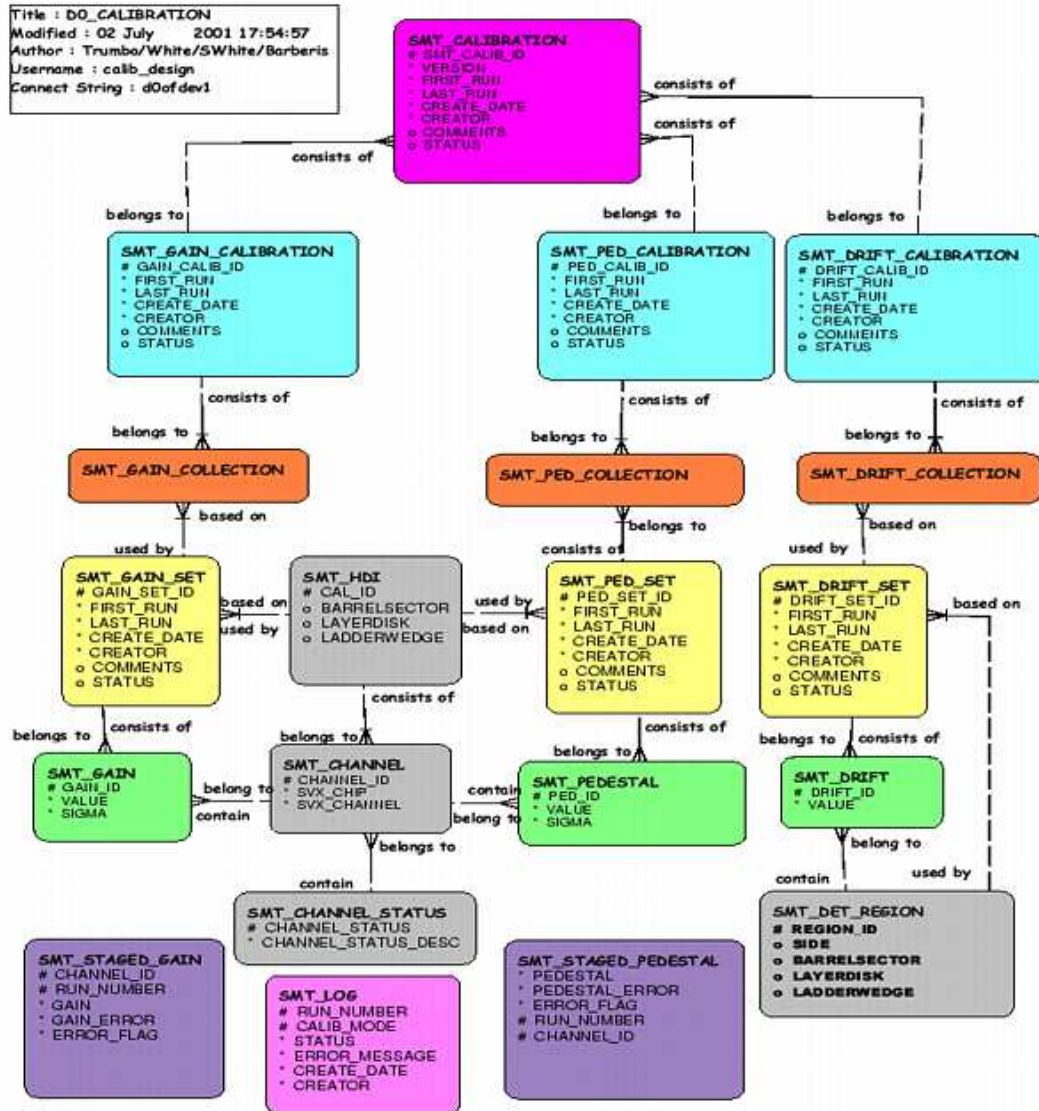 Title : D0_CALIBRATION
Modified : 02 July 2001 17:54:57
Author : Trumbo/White/SWhite/Barberis
Username : calib_design
Connect String : d0ofdev1
SMT_CALIBRATION
# SMT_CALIB_ID
* VERSION
* FIRST_RUN
* LAST_RUN
* CREATE_DATE
* CREATOR
o COMMENTS
o STATUS
consists of
consists of
consists of
belongs to
belongs to
belongs to
SMT_GAIN_CALIBRATION
# GAIN_CALIB_ID
* FIRST_RUN
* LAST_RUN
* CREATE_DATE
* CREATOR
o COMMENTS
o STATUS
SMT_PED_CALIBRATION
# PED_CALIB_ID
* FIRST_RUN
* LAST_RUN
* CREATE_DATE
* CREATOR
o COMMENTS
o STATUS
SMT_DRIFT_CALIBRATION
# DRIFT_CALIB_ID
* FIRST_RUN
* LAST_RUN
* CREATE_DATE
* CREATOR
o COMMENTS
o STATUS
consists of
belongs to
consists of
belongs to
consists of
belongs to
SMT_GAIN_COLLECTION
SMT_PED_COLLECTION
SMT_DRIFT_COLLECTION
based on
used by
belongs to
consists of
based on
used by
SMT_GAIN_SET
# GAIN_SET_ID
* FIRST_RUN
* LAST_RUN
* CREATE_DATE
* CREATOR
o COMMENTS
o STATUS
based on
used by
SMT_HDI
# CAL_ID
o BARRELSECTOR
o LAYERDISK
o LADDERWEDGE
used by
based on
SMT_PED_SET
# PED_SET_ID
* FIRST_RUN
* LAST_RUN
* CREATE_DATE
* CREATOR
o COMMENTS
o STATUS
SMT_DRIFT_SET
# DRIFT_SET_ID
* FIRST_RUN
* LAST_RUN
* CREATE_DATE
* CREATOR
o COMMENTS
o STATUS
based on
consists of
belongs to
consists of
belongs to
consists of
belongs to
consists of
belongs to
SMT_GAIN
# GAIN_ID
* VALUE
* SIGMA
belong to
contain
SMT_CHANNEL
# CHANNEL_ID
* SVX_CHIP
* SVX_CHANNEL
contain
belong to
SMT_PEDESTAL
# PED_ID
* VALUE
* SIGMA
SMT_DRIFT
# DRIFT_ID
* VALUE
belongs to
contain
belong to
contain
used by
SMT_CHANNEL_STATUS
# CHANNEL_STATUS
* CHANNEL_STATUS_DESC
SMT_DET_REGION
# REGION_ID
o SIDE
o BARRELSECTOR
o LAYERDISK
o LADDERWEDGE
SMT_STAGED_GAIN
# CHANNEL_ID
# RUN_NUMBER
* GAIN
* GAIN_ERROR
* ERROR_FLAG
SMT_LOG
# RUN_NUMBER
# CALIB_MODE
* STATUS
* ERROR_MESSAGE
* CREATE_DATE
* CREATOR
SMT_STAGED_PEDESTAL
* PEDESTAL
* PEDESTAL_ERROR
* ERROR_FLAG
# RUN_NUMBER
# CHANNEL_ID